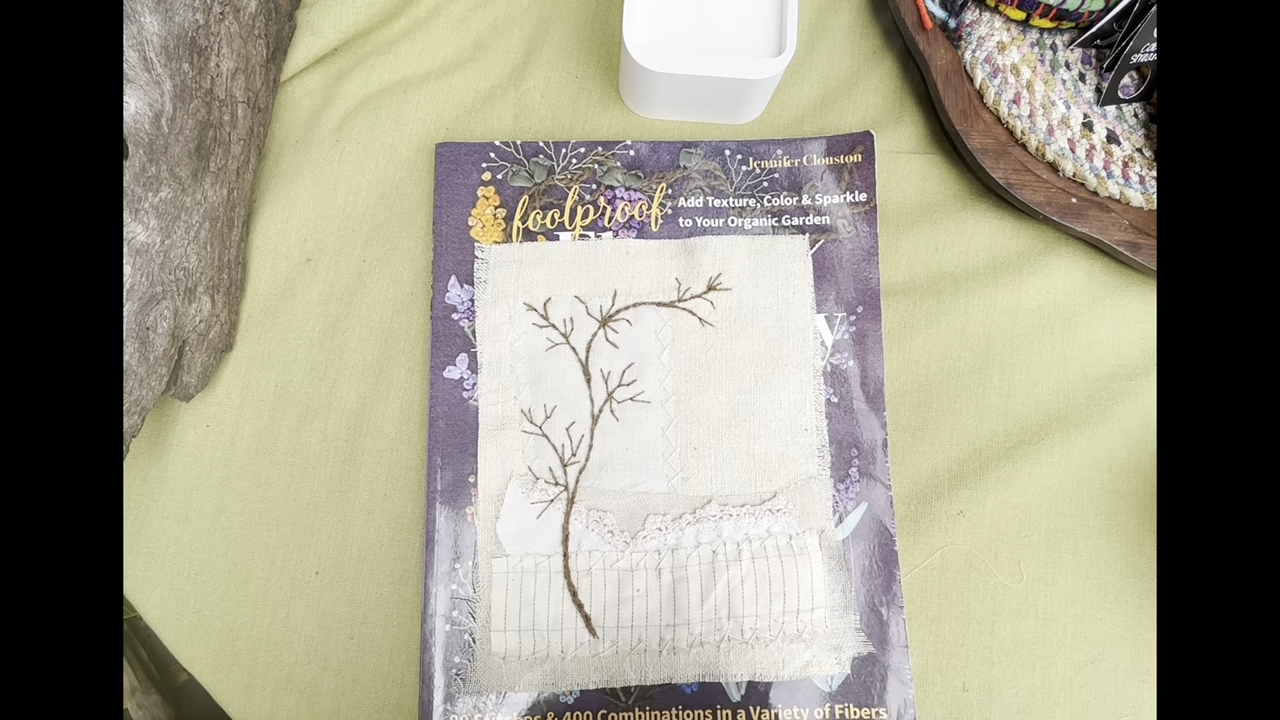 Jennifer Clouston
foolproof
Add Texture, Color & Sparkle
to Your Organic Garden
y
& 400 Combinations in a Variety of Fibers